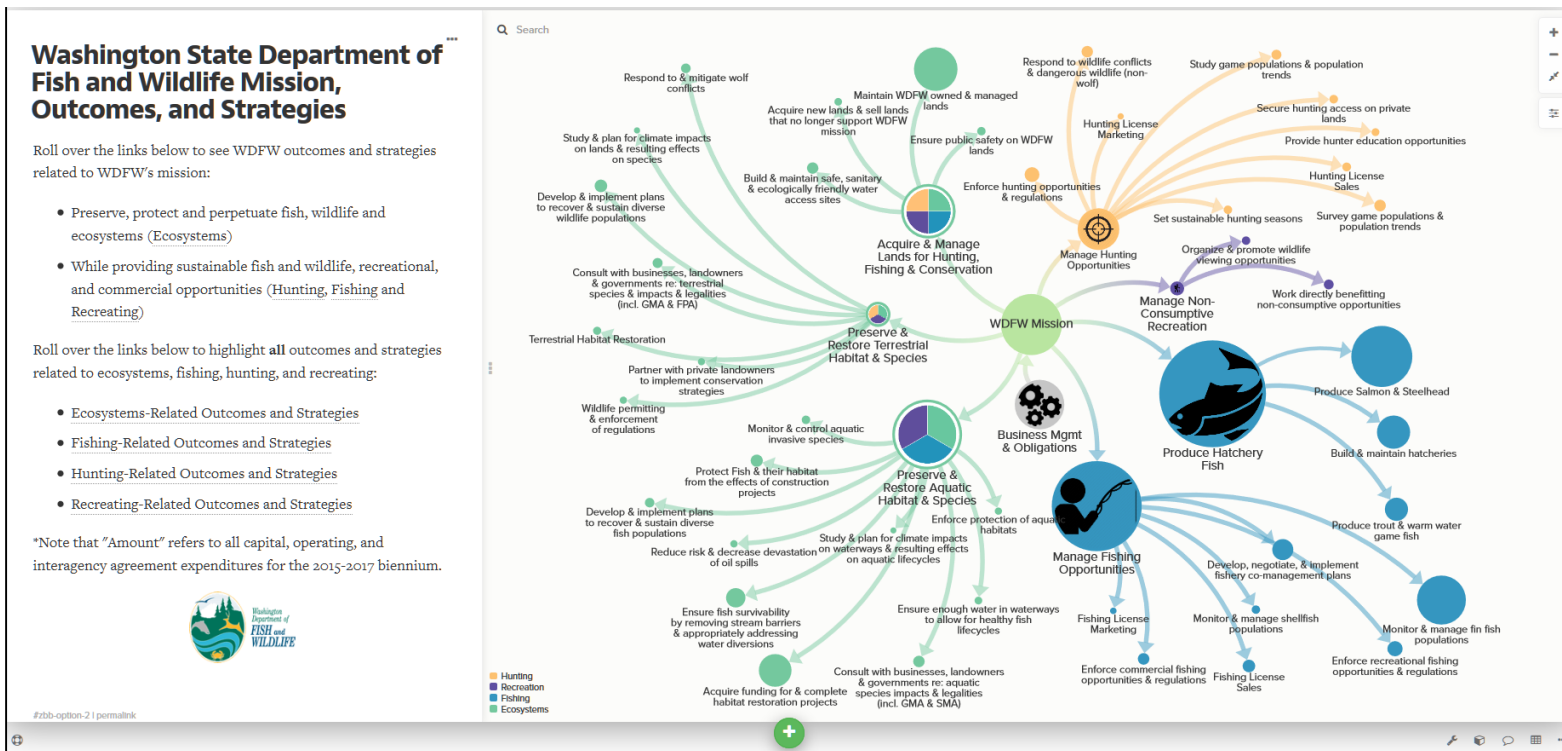 Washington State Department of
Fish and Wildlife Mission,
Outcomes, and Strategies
Roll over the links below to see WDFW outcomes and strategies
related to WDFW's mission:
Preserve, protect and perpetuate fish, wildlife and
ecosystems (Ecosystems)
While providing sustainable fish and wildlife, recreational,
and commercial opportunities (Hunting, Fishing and
Recreating)
Roll over the links below to highlight all outcomes and strategies
related to ecosystems, fishing, hunting, and recreating:
Ecosystems-Related Outcomes and Strategies
Fishing-Related Outcomes and Strategies
Hunting-Related Outcomes and Strategies
Recreating-Related Outcomes and Strategies
*Note that "Amount" refers to all capital, operating, and
interagency agreement expenditures for the 2015-2017 biennium.
Washington
Department of
FISH and
WILDLIFE
#zbb-option-2 | permalink
Search
Respond to & mitigate wolf
conflicts
Study & plan for climate impacts
on lands & resulting effects
on species
Develop & implement plans
to recover & sustain diverse
wildlife populations
Consult with businesses, landowners
& governments re: terrestrial
species & impacts & legalities
(incl. GMA & FPA)
Terrestrial Habitat Restoration
Partner with private landowners
to implement conservation
strategies
Wildlife permitting
& enforcement
of regulations
Preserve &
Restore Terrestrial
Habitat & Species
Maintain WDFW owned & managed
lands
Acquire new lands & sell lands
that no longer support WDFW
mission
Ensure public safety on WDFW
lands
Build & maintain safe, sanitary
& ecologically friendly water
access sites
Acquire & Manage
Lands for Hunting,
Fishing & Conservation
Respond to wildlife conflicts
& dangerous wildlife (non-
wolf)
Study game populations & population
trends
Hunting License
Marketing
Secure hunting access on private
lands
Provide hunter education opportunities
Enforce hunting opportunities
& regulations
Hunting License
Sales
Set sustainable hunting seasons
Survey game populations &
population trends
Manage Hunting
Opportunities
Organize & promote wildlife
viewing opportunities
Work directly benefitting
non-consumptive opportunities
Manage Non-
Consumptive
Recreation
WDFW Mission
Business Mgmt
& Obligations
Produce Hatchery
Fish
Produce Salmon & Steelhead
Build & maintain hatcheries
Produce trout & warm water
game fish
Manage Fishing
Opportunities
Develop, negotiate, & implement
fishery co-management plans
Fishing License
Marketing
Monitor & manage shellfish
populations
Monitor & manage fin fish
populations
Enforce commercial fishing
opportunities & regulations
Fishing License
Sales
Enforce recreational fishing
opportunities & regulations
Preserve &
Restore Aquatic
Habitat & Species
Monitor & control aquatic
invasive species
Protect Fish & their habitat
from the effects of construction
projects
Develop & implement plans
to recover & sustain diverse
fish populations
Reduce risk & decrease devastation
of oil spills
Study & plan for climate impacts
on waterways & resulting effects
on aquatic lifecycles
Enforce protection of aquatic
habitats
Ensure fish survivability
by removing stream barriers
& appropriately addressing
water diversions
Ensure enough water in waterways
to allow for healthy fish
lifecycles
Acquire funding for & complete
habitat restoration projects
Consult with businesses, landowners
& governments re: aquatic
species impacts & legalities
(incl. GMA & SMA)
Hunting
Recreation
Fishing
Ecosystems